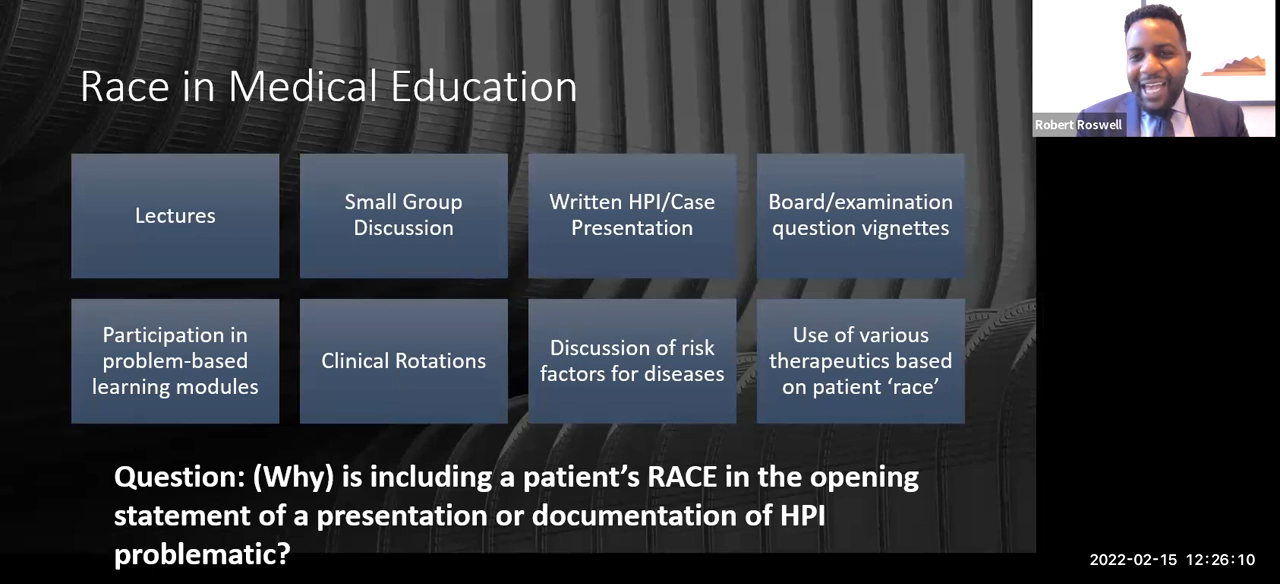 Race in Medical Education
Robert Roswell
Lectures
Small Group
Discussion
Written HPI/Case
Presentation
Board/examination
question vignettes
Participation in
problem-based
learning modules
Clinical Rotations
Discussion of risk
factors for diseases
Use of various
therapeutics based
on patient ‘race’
Question: (Why) is including a patient’s RACE in the opening
statement of a presentation or documentation of HPI
problematic?
2022-02-15 12:26:10